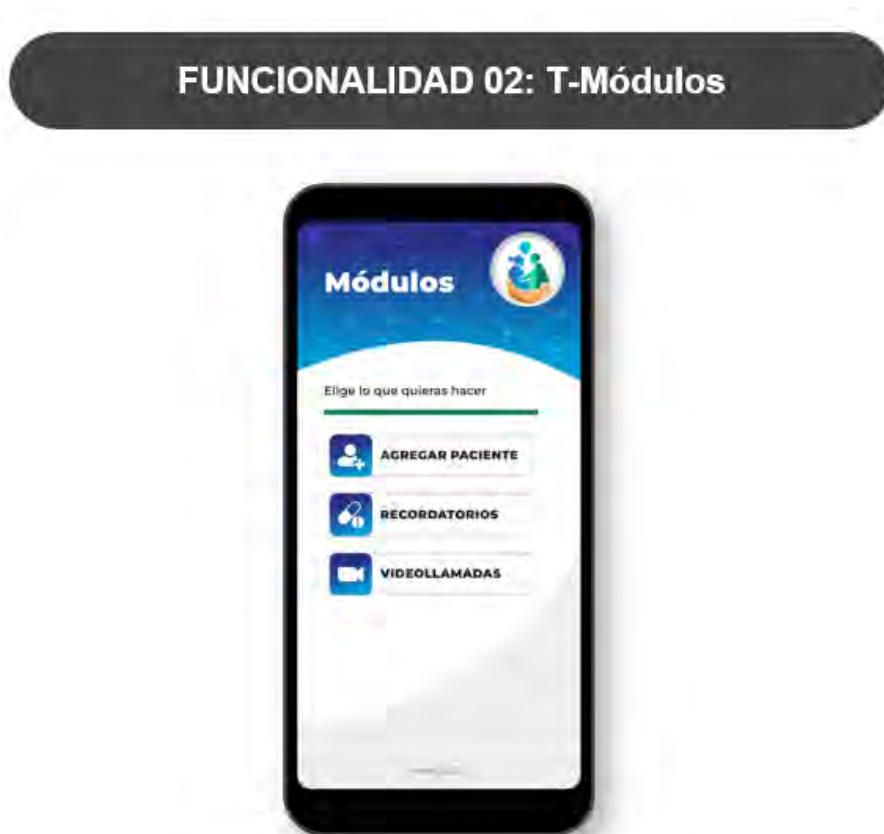 FUNCIONALIDAD 02: T-Módulos
Módulos
Elige lo que quieras hacer
AGREGAR PACIENTE
RECORDATORIOS
VIDEOLLAMADAS